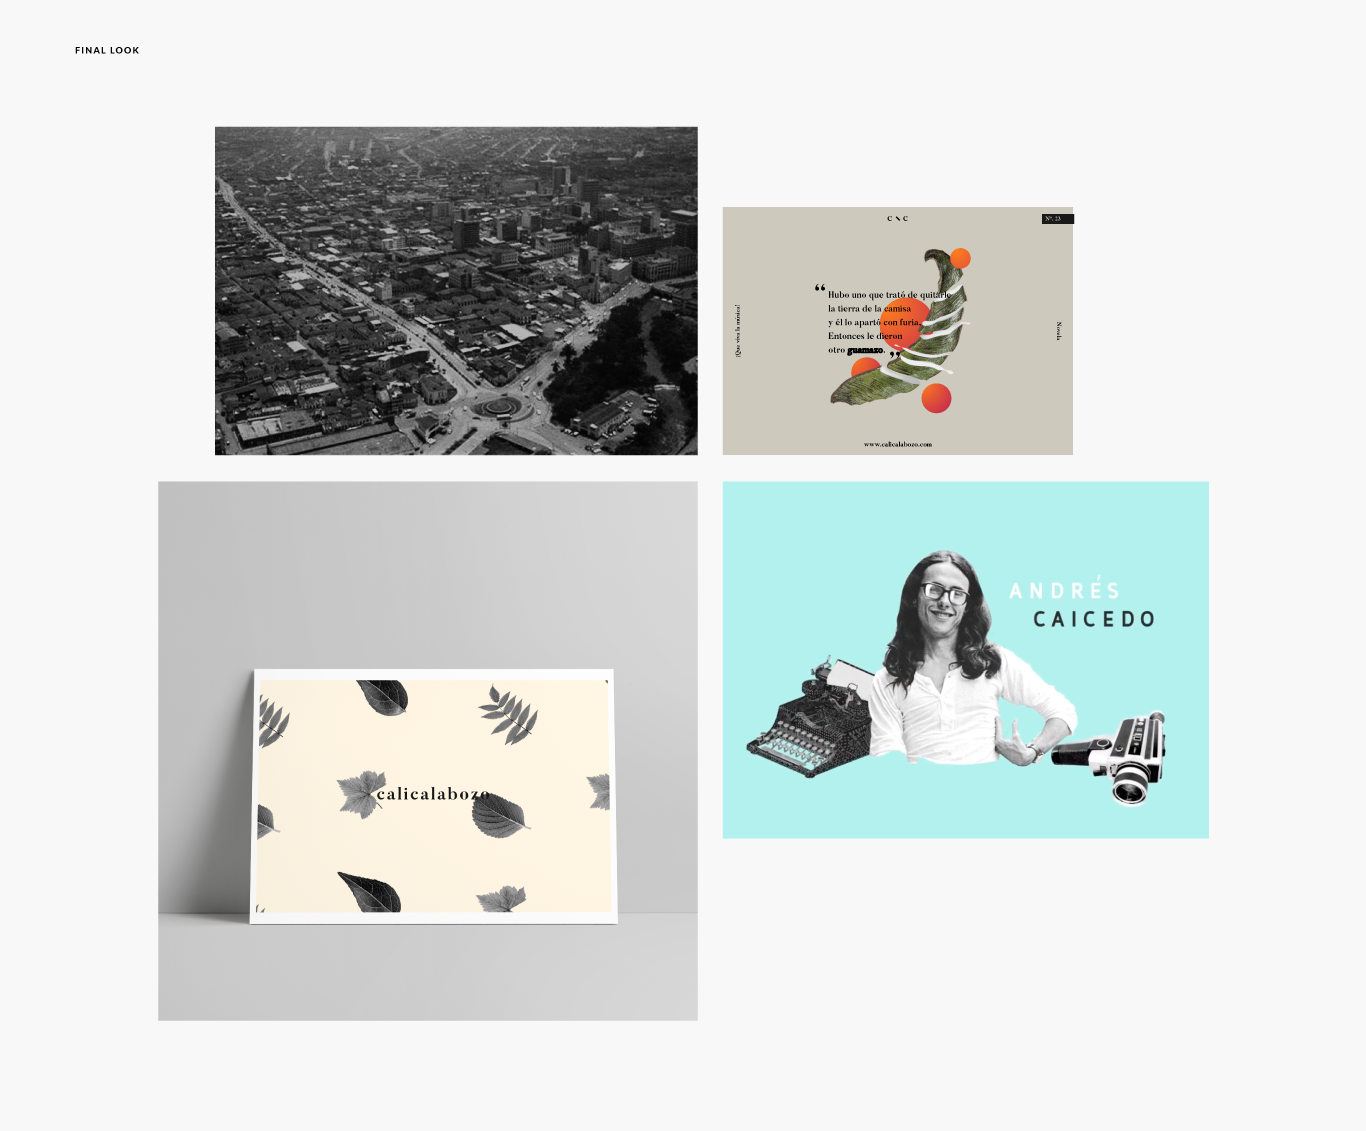 FINAL LOOK
C \ C
Nº. 23
“ Hubo uno que trató de quitarle
la tierra de la camisa
y él lo apartó con furia.
Entonces le dieron
otro guamazo. ”
¡Que viva la música!
Novela
www.calicalabozo.com
ANDRÉS
CAICEDO
calicalabozo